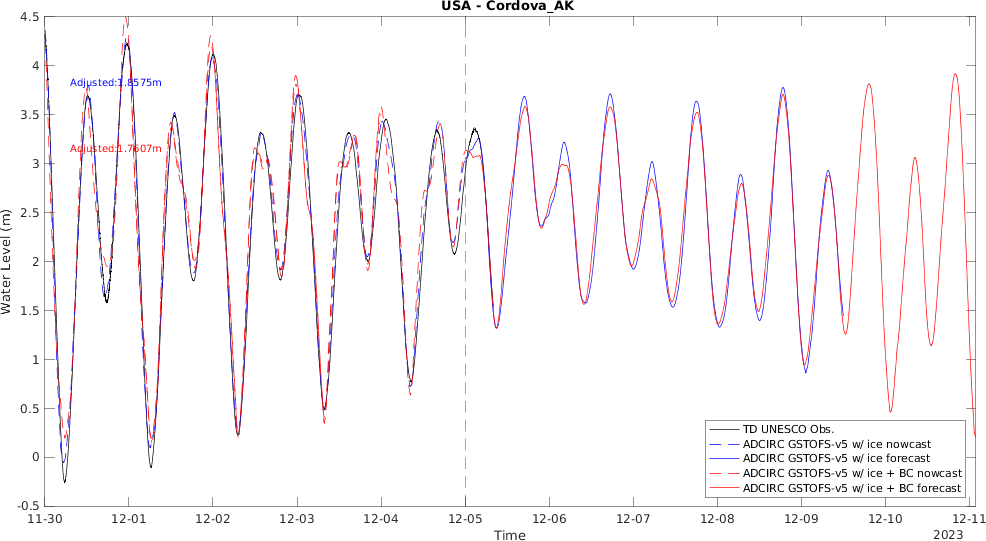 USA - Cordova_AK
4.5
4
3.5
3
2.5
2
1.5
1
0.5
0
-0.5
Water Level (m)
Adjusted:1.8575m
Adjusted:1.7607m
TD UNESCO Obs.
ADCIRC GSTOFS-v5 w/ ice nowcast
ADCIRC GSTOFS-v5 w/ ice forecast
ADCIRC GSTOFS-v5 w/ ice + BC nowcast
ADCIRC GSTOFS-v5 w/ ice + BC forecast
11-30 12-01 12-02 12-03 12-04 12-05 12-06 12-07 12-08 12-09 12-10 12-11
Time
2023